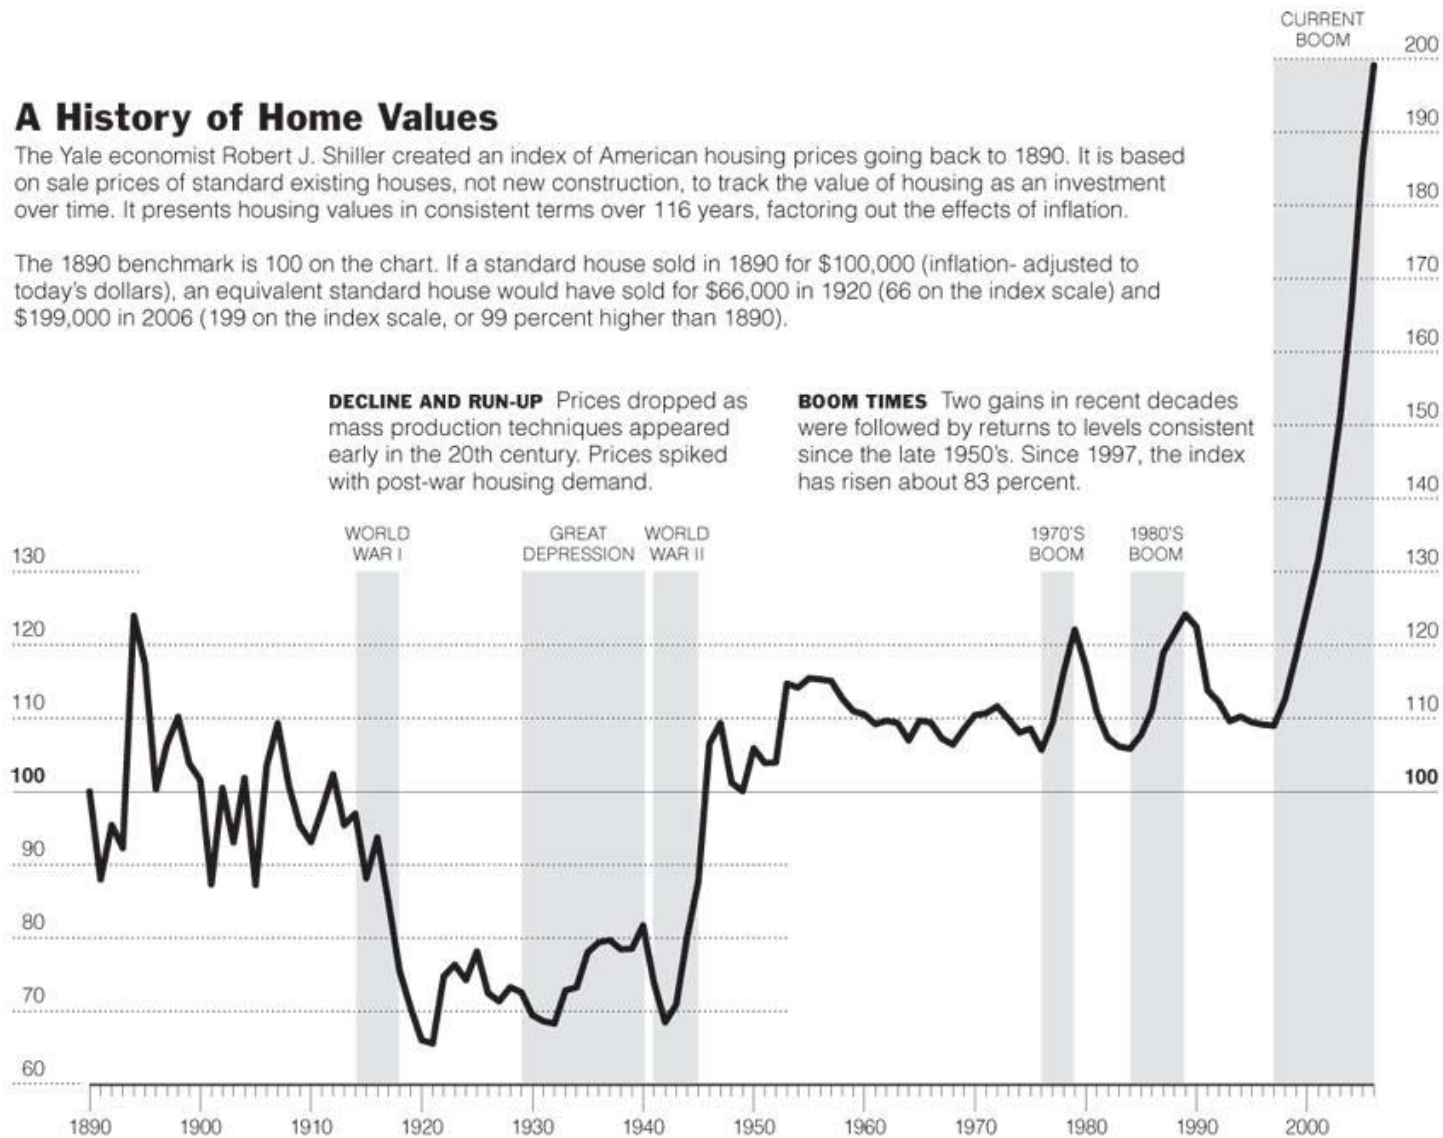 CURRENT
BOOM
A History of Home Values
The Yale economist Robert J. Shiller created an index of American housing prices going back to 1890. It is based
on sale prices of standard existing houses, not new construction, to track the value of housing as an investment
over time. It presents housing values in consistent terms over 116 years, factoring out the effects of inflation.
The 1890 benchmark is 100 on the chart. If a standard house sold in 1890 for $100,000 (inflation- adjusted to
today's dollars), an equivalent standard house would have sold for $66,000 in 1920 (66 on the index scale) and
$199,000 in 2006 (199 on the index scale, or 99 percent higher than 1890).
DECLINE AND RUN-UP Prices dropped as
mass production techniques appeared
early in the 20th century. Prices spiked
with post-war housing demand.
BOOM TIMES Two gains in recent decades
were followed by returns to levels consistent
since the late 1950's. Since 1997, the index
has risen about 83 percent.
WORLD
WAR I
GREAT
DEPRESSION
WORLD
WAR II
1970'S
BOOM
1980'S
BOOM
130
120
110
100
90
80
70
60
200
190
180
170
160
150
140
130
120
110
100
1890 1900 1910 1920 1930 1940 1950 1960 1970 1980 1990 2000